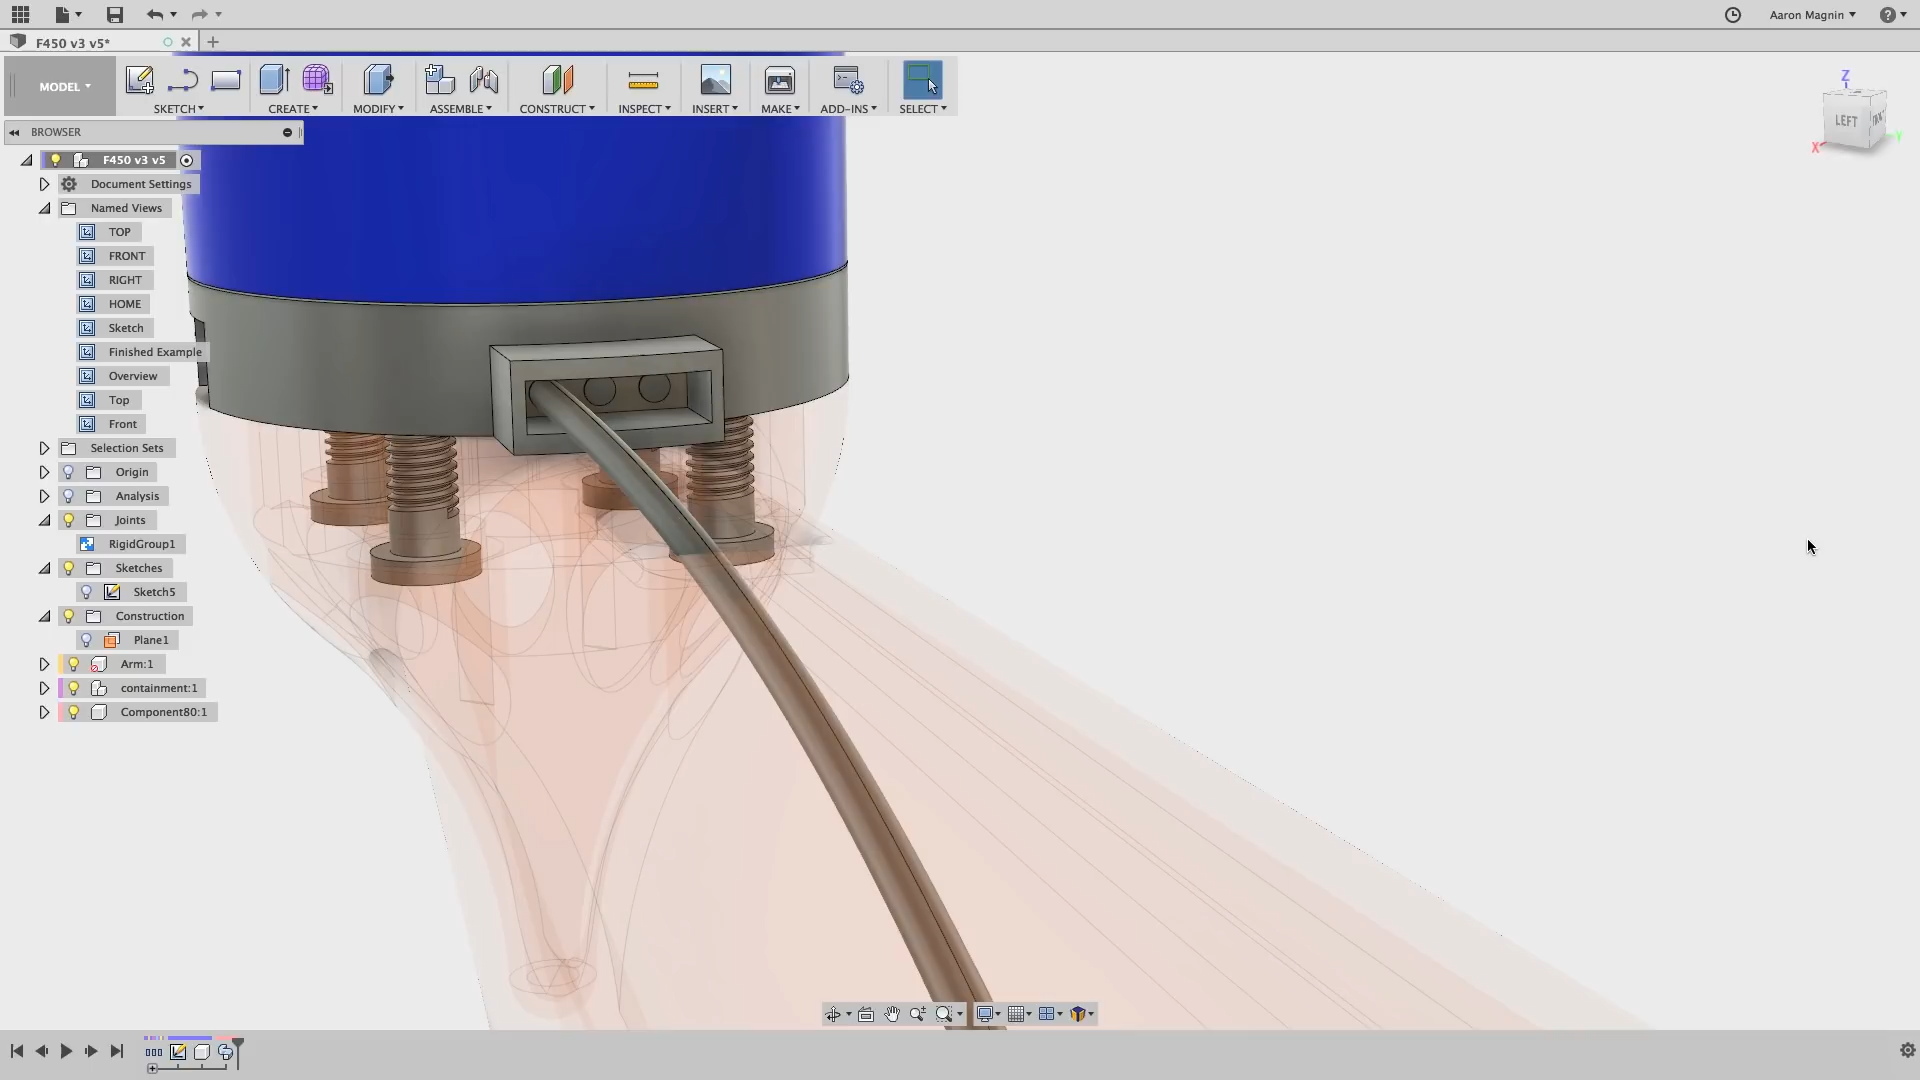 Aaron Magnin
F450 v3 v5*
MODEL
SKETCH
CREATE
MODIFY
ASSEMBLE
CONSTRUCT
INSPECT
INSERT
MAKE
ADD-INS
SELECT
Z
LEFT
X
Y
BROWSER
F450 v3 v5
Document Settings
Named Views
TOP
FRONT
RIGHT
HOME
Sketch
Finished Example
Overview
Top
Front
Selection Sets
Origin
Analysis
Joints
RigidGroup1
Sketches
Sketch5
Construction
Plane1
Arm:1
containment:1
Component80:1